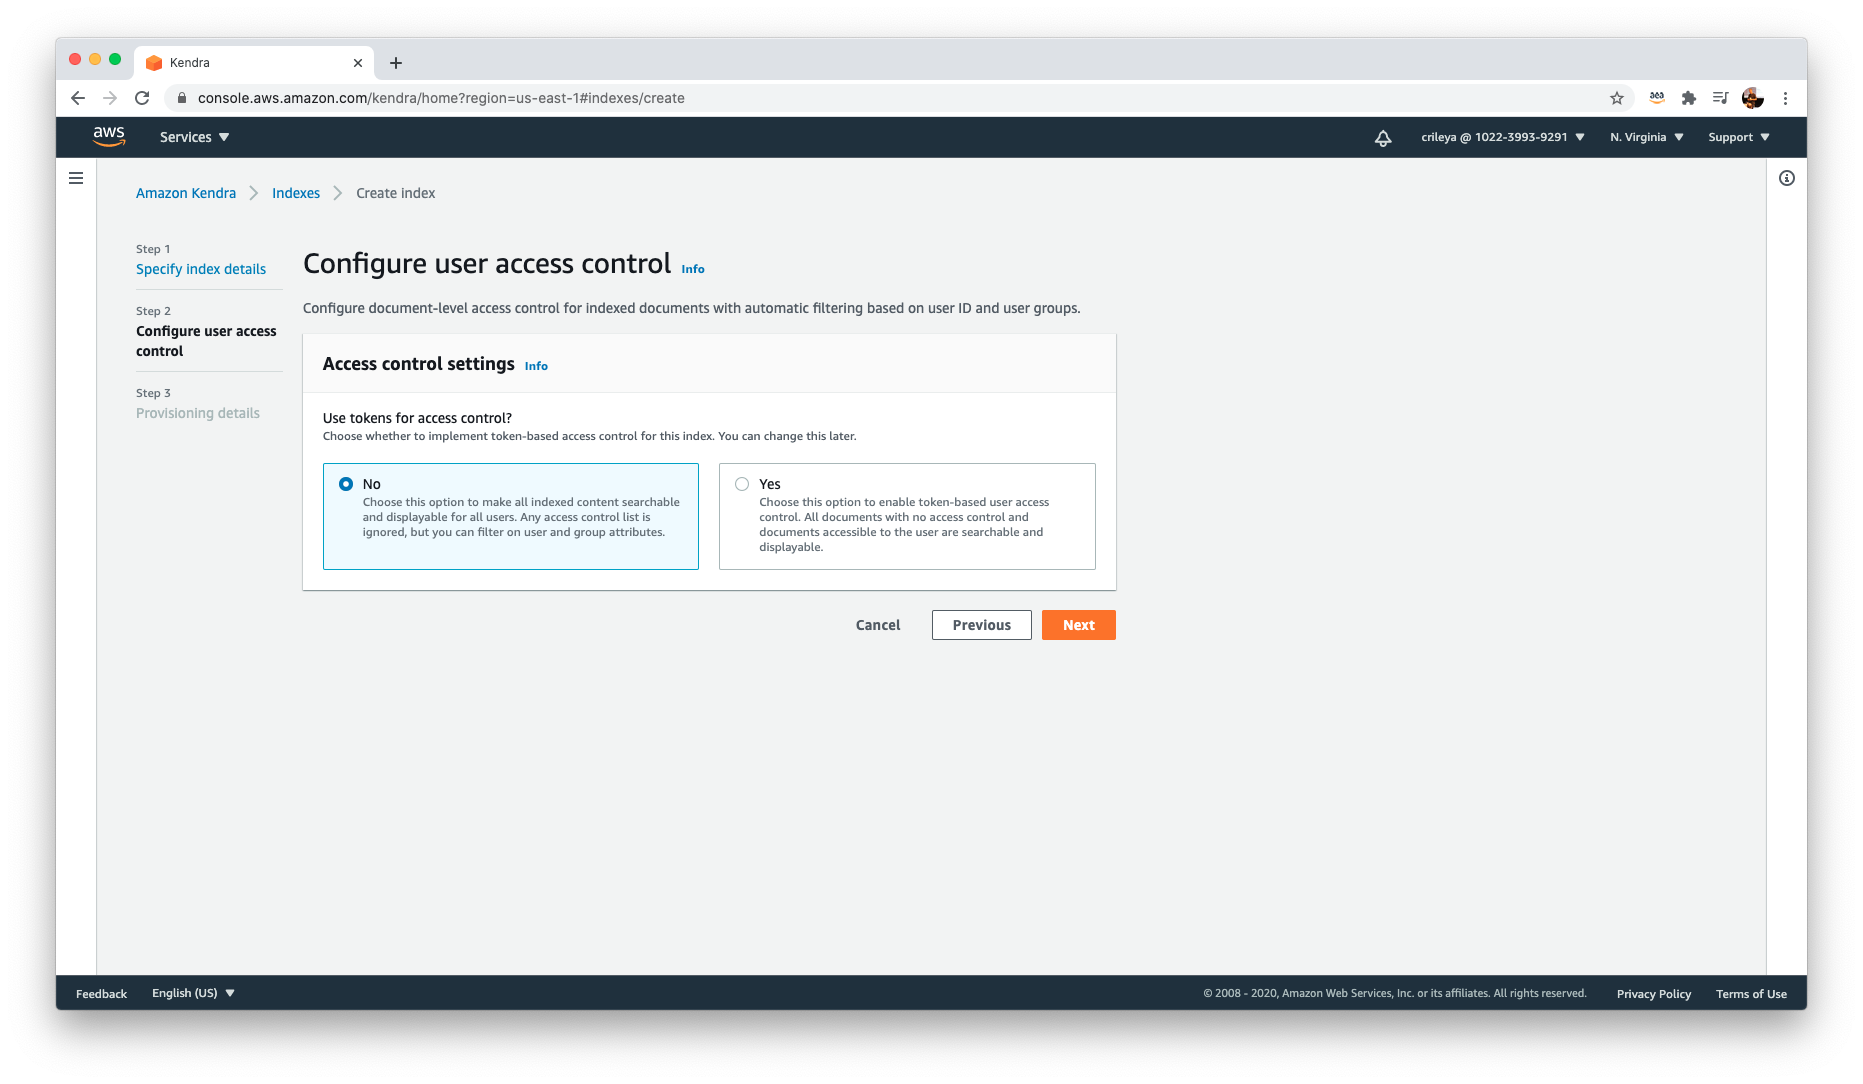 Kendra
console.aws.amazon.com/kendra/home?region=us-east-1#indexes/create
aws
Services
crileya @ 1022-3993-9291
N. Virginia
Support
Amazon Kendra
Indexes
Create index
Step 1
Specify index details
Step 2
Configure user access
control
Step 3
Provisioning details
Configure user access control Info
Configure document-level access control for indexed documents with automatic filtering based on user ID and user groups.
Access control settings Info
Use tokens for access control?
Choose whether to implement token-based access control for this index. You can change this later.
No
Choose this option to make all indexed content searchable
and displayable for all users. Any access control list is
ignored, but you can filter on user and group attributes.
Yes
Choose this option to enable token-based user access
control. All documents with no access control and
documents accessible to the user are searchable and
displayable.
Cancel
Previous
Next
Feedback
English (US)
© 2008 - 2020, Amazon Web Services, Inc. or its affiliates. All rights reserved.
Privacy Policy
Terms of Use